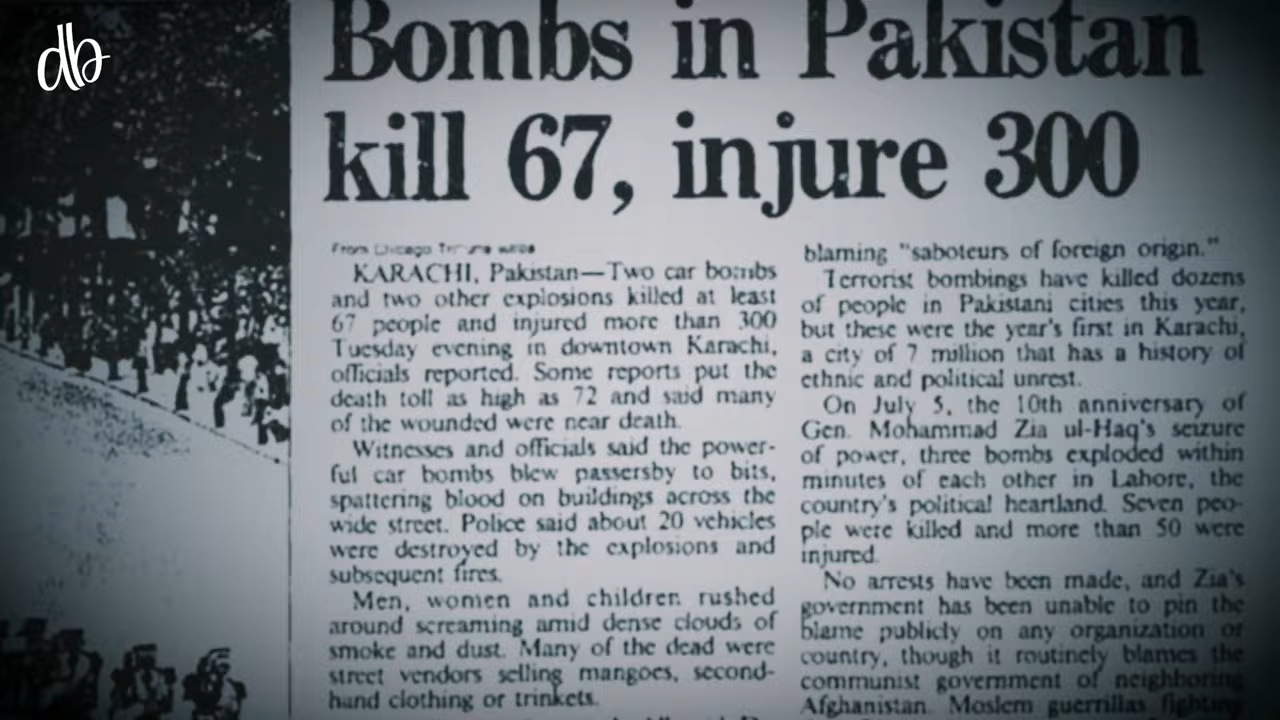 db
Bombs in Pakistan
kill 67, injure 300
From Chicago Tribune wires
KARACHI, Pakistan—Two car bombs
and two other explosions killed at least
67 people and injured more than 300
Tuesday evening in downtown Karachi,
officials reported. Some reports put the
death toll as high as 72 and said many
of the wounded were near death.
Witnesses and officials said the power-
ful car bombs blew passersby to bits,
spattering blood on buildings across the
wide street. Police said about 20 vehicles
were destroyed by the explosions and
subsequent fires.
Men, women and children rushed
around screaming amid dense clouds of
smoke and dust. Many of the dead were
street vendors selling mangoes, second-
hand clothing or trinkets.
blaming "saboteurs of foreign origin."
Terrorist bombings have killed dozens
of people in Pakistani cities this year,
but these were the year's first in Karachi,
a city of 7 million that has a history of
ethnic and political unrest.
On July 5, the 10th anniversary of
Gen. Mohammad Zia ul-Haq's seizure
of power, three bombs exploded within
minutes of each other in Lahore, the
country's political heartland. Seven peo-
ple were killed and more than 50 were
injured.
No arrests have been made, and Zia's
government has been unable to pin the
blame publicly on any organization or
country, though it routinely blames the
communist government of neighboring
Afghanistan. Moslem guerrillas fighting